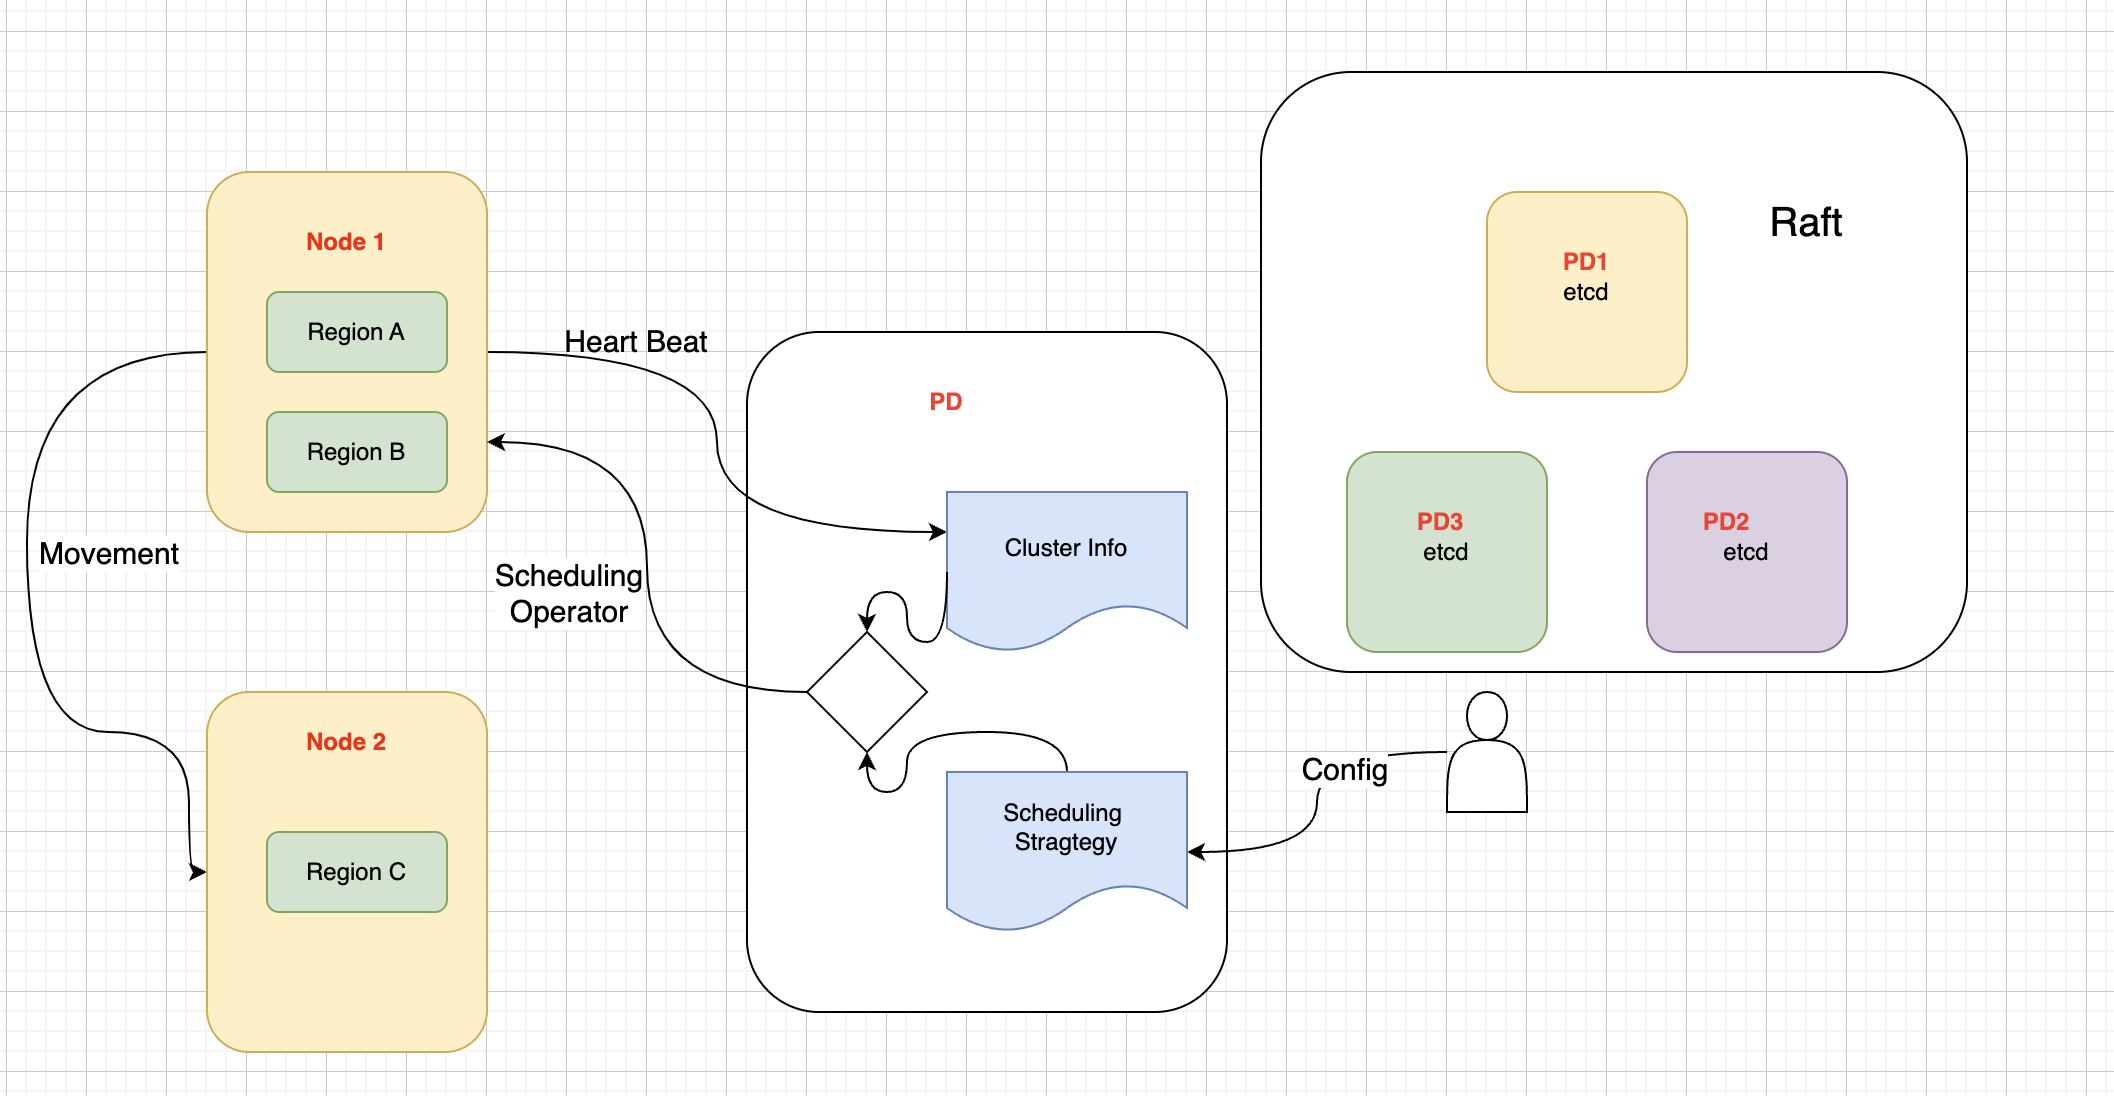 Node 1
Region A
Region B
Movement
Node 2
Region C
Heart Beat
Scheduling
Operator
PD
Cluster Info
Scheduling
Stragtegy
Config
Raft
PD1
etcd
PD3
etcd
PD2
etcd